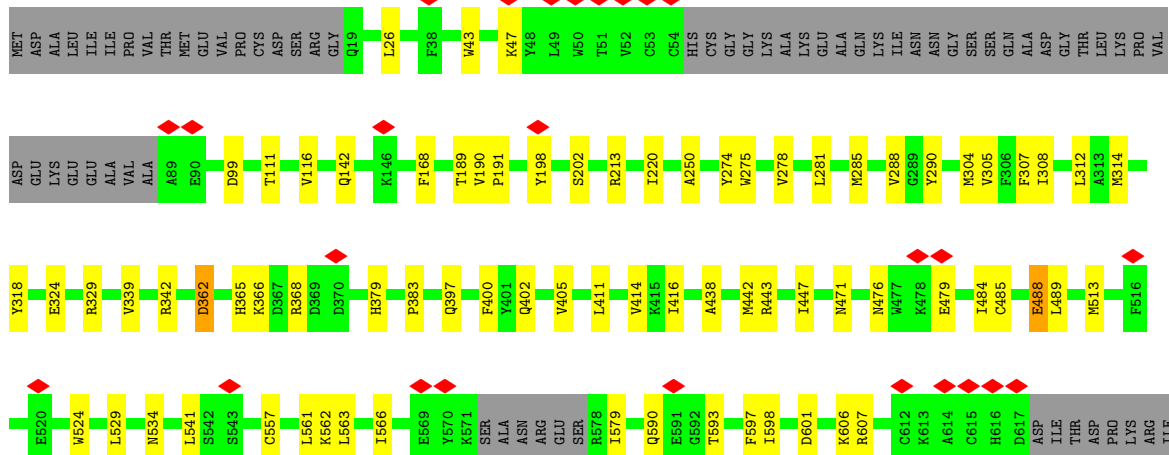 MET ASP ALA LEU ILE ILE PRO VAL THR MET GLU VAL PRO CYS ASP SER ARG GLY Q19 L26 F38 W43 K47 Y48 L49 W50 T51 V52 C53 C54 HIS CYS GLY GLY LYS ALA LYS GLU ALA GLN LYS ILE ASN ASN GLY SER SER GLN ALA ASP GLY THR LEU LYS PRO VAL
ASP GLU LYS GLU GLU ALA VAL ALA A89 E90 D99 T111 V116 Q142 K146 F168 T189 V190 P191 Y198 S202 R213 I220 A250 Y274 W275 V278 L281 M285 V288 G289 Y290 M304 V305 F306 F307 I308 L312 A313 M314
Y318 E324 R329 V339 R342 D362 H365 K366 D367 R368 D369 D370 H379 P383 Q397 F400 Y401 Q402 V405 L411 V414 K415 I416 A438 M442 R443 I447 N471 N476 W477 K478 E479 I484 C485 E488 L489 M513 F516
E520 W524 L529 N534 L541 S542 S543 C557 L561 K562 L563 I566 E569 Y570 K571 SER ALA ASN ARG GLU SER R578 I579 Q590 E591 G592 T593 F597 I598 D601 K606 R607 C612 K613 A614 C615 H616 D617 ASP ILE THR ASP PRO LYS ARG ILE